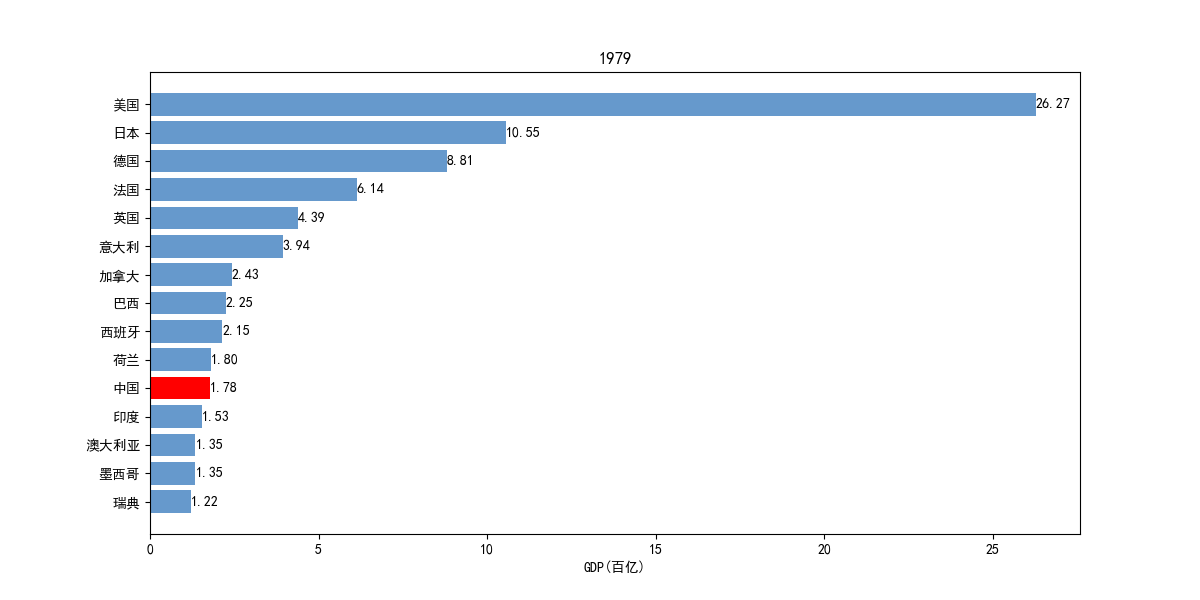 1979
美国 26.27
日本 10.55
德国 8.81
法国 6.14
英国 4.39
意大利 3.94
加拿大 2.43
巴西 2.25
西班牙 2.15
荷兰 1.80
中国 1.78
印度 1.53
澳大利亚 1.35
墨西哥 1.35
瑞典 1.22
0 5 10 15 20 25
GDP(百亿)